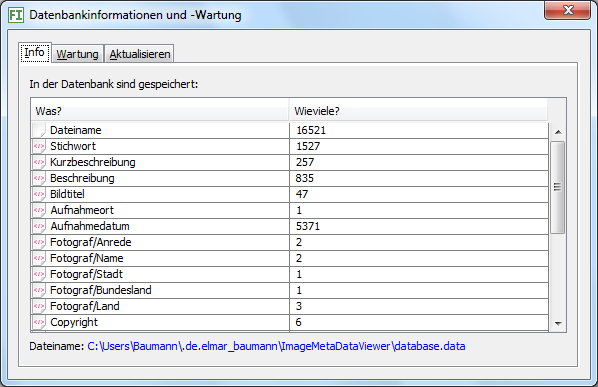 FI Datenbankinformationen und -Wartung
Info Wartung Aktualisieren
In der Datenbank sind gespeichert:
Was? Wieviele?
Dateiname 16521
Stichwort 1527
Kurzbeschreibung 257
Beschreibung 835
Bildtitel 47
Aufnahmeort 1
Aufnahmedatum 5371
Fotograf/Anrede 2
Fotograf/Name 2
Fotograf/Stadt 1
Fotograf/Bundesland 1
Fotograf/Land 3
Copyright 6
Dateiname: C:\Users\Baumann\.de.elmar_baumann\ImageMetaDataViewer\database.data